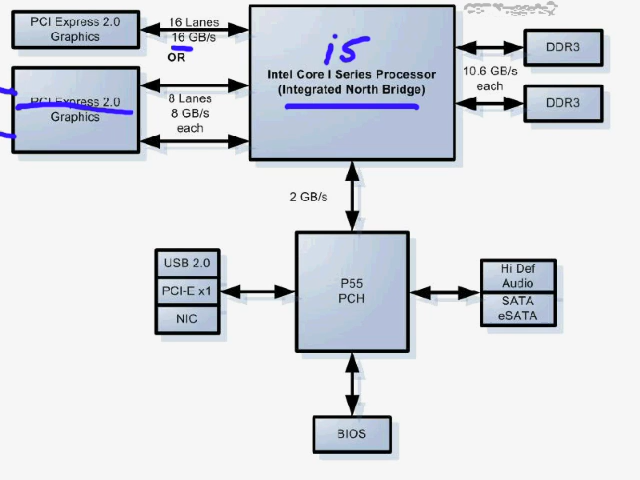 PCI Express 2.0
Graphics
16 Lanes
16 GB/s
OR
i5
Intel Core I Series Processor
(Integrated North Bridge)
DDR3
10.6 GB/s
each
DDR3
PCI Express 2.0
Graphics
8 Lanes
8 GB/s
each
2 GB/s
USB 2.0
PCI-E x1
NIC
P55
PCH
Hi Def
Audio
SATA
eSATA
BIOS